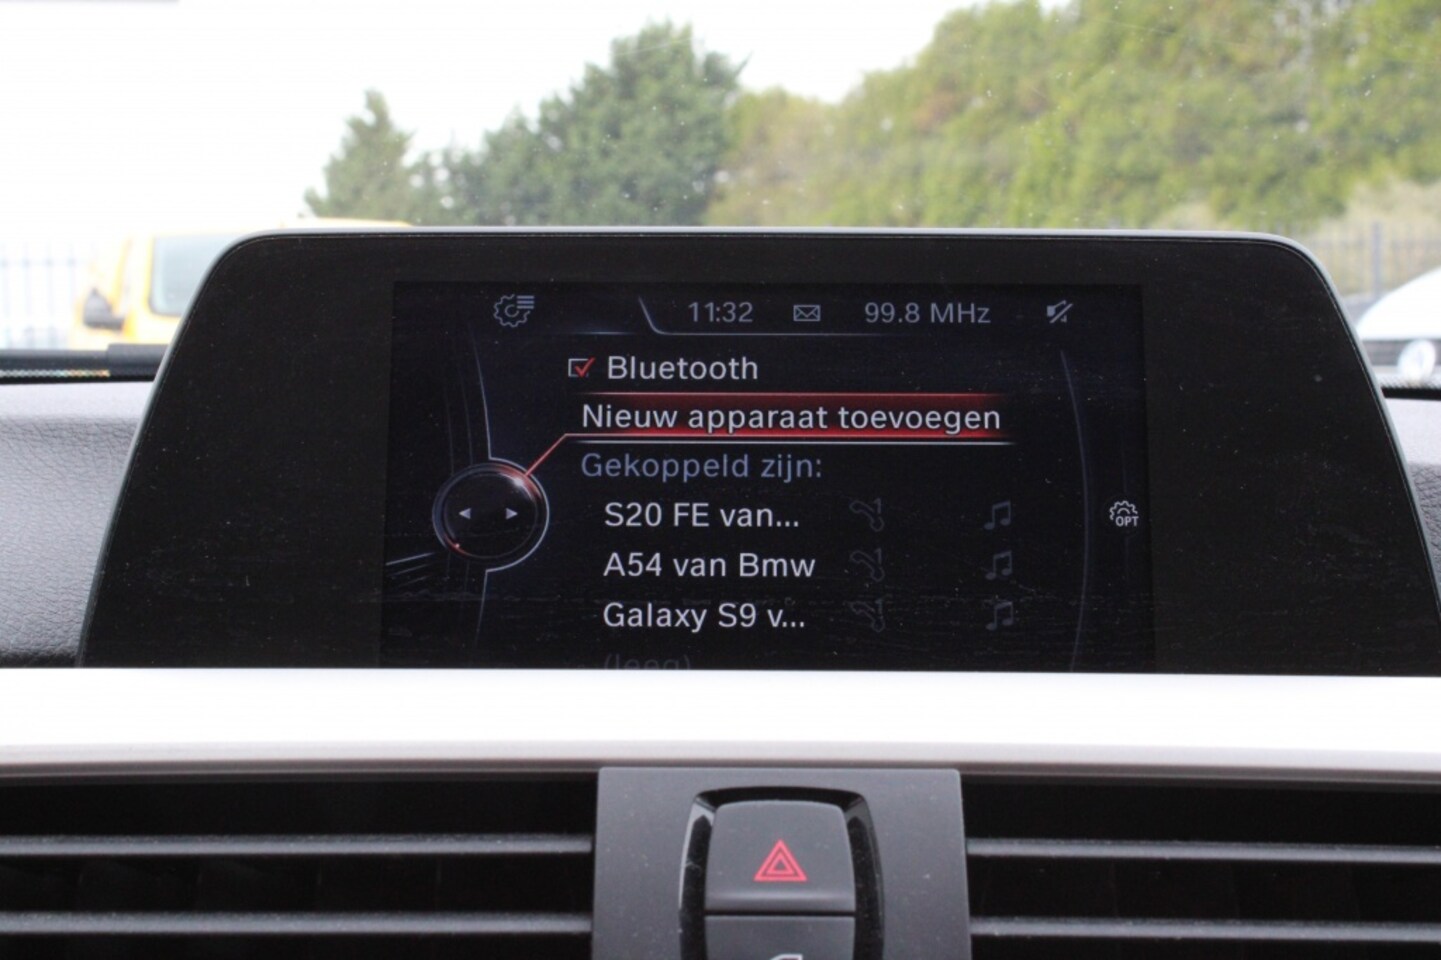 11:32 99.8 MHz
Bluetooth
Nieuw apparaat toevoegen
Gekoppeld zijn:
S20 FE van...
A54 van Bmw
Galaxy S9 v...
(leeg)
OPT